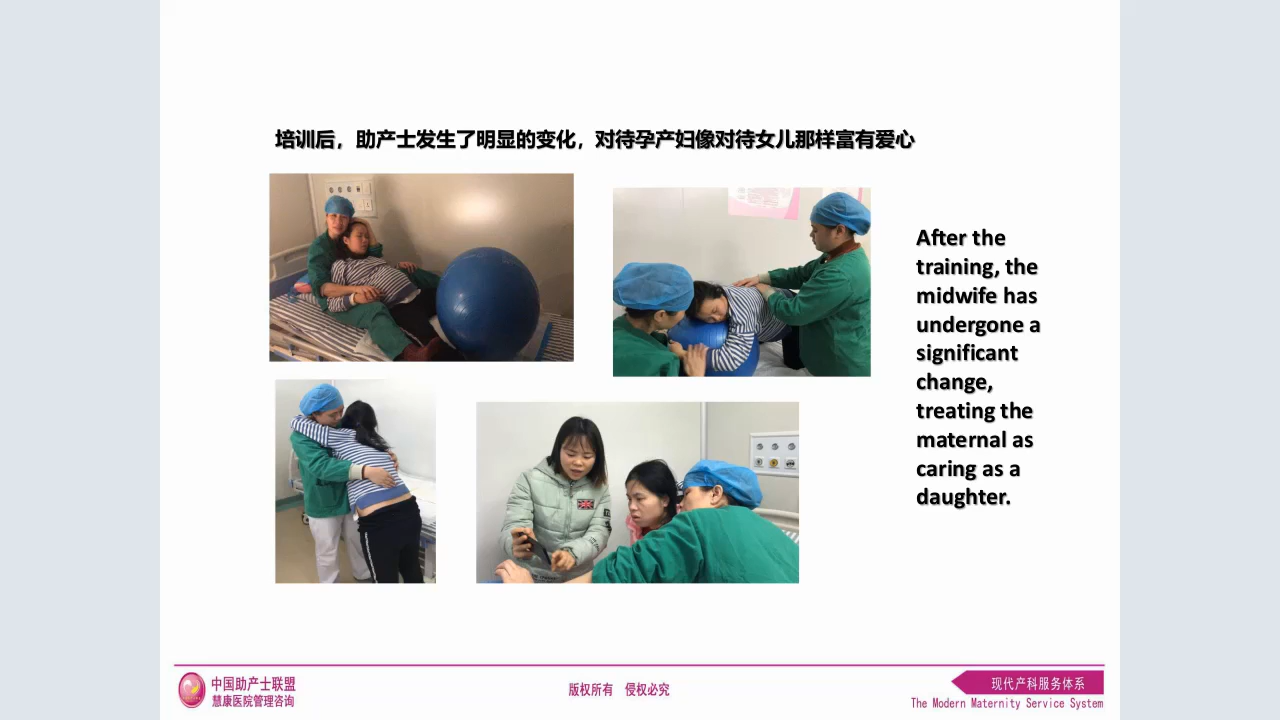 培训后，助产士发生了明显的变化，对待孕产妇像对待女儿那样富有爱心
After the
training, the
midwife has
undergone a
significant
change,
treating the
maternal as
caring as a
daughter.
中国助产士联盟
慧康医院管理咨询
版权所有 侵权必究
现代产科服务体系
The Modern Maternity Service System